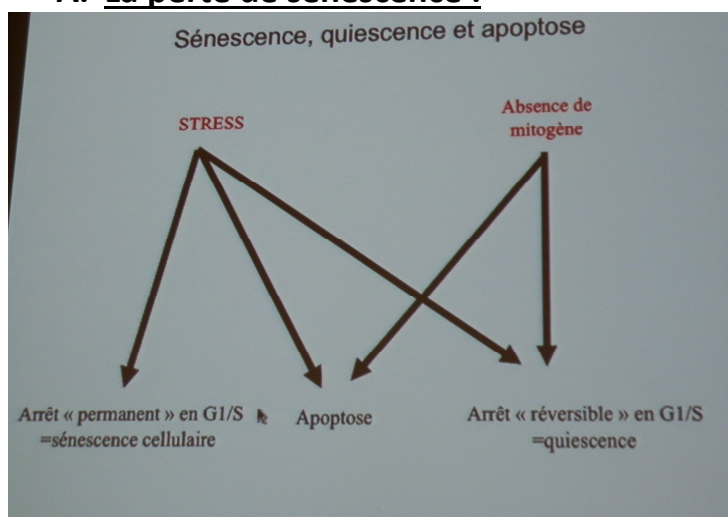 A. La perte de sénescence :
Sénescence, quiescence et apoptose
STRESS
Absence de
mitogène
Arrêt « permanent » en G1/S
=sénescence cellulaire
Apoptose
Arrêt « réversible » en G1/S
=quiescence